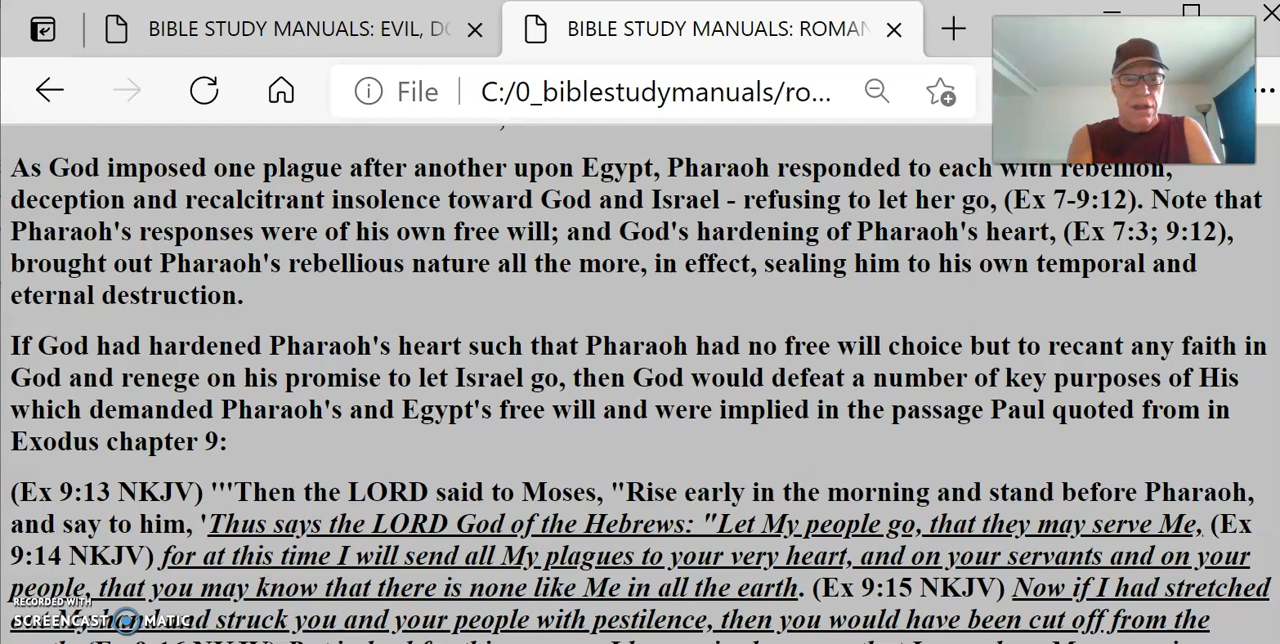 BIBLE STUDY MANUALS: EVIL, DO
BIBLE STUDY MANUALS: ROMAN
File
C:/0_biblestudymanuals/ro...
As God imposed one plague after another upon Egypt, Pharaoh responded to each with rebellion,
deception and recalcitrant insolence toward God and Israel - refusing to let her go, (Ex 7-9:12). Note that
Pharaoh's responses were of his own free will; and God's hardening of Pharaoh's heart, (Ex 7:3; 9:12),
brought out Pharaoh's rebellious nature all the more, in effect, sealing him to his own temporal and
eternal destruction.
If God had hardened Pharaoh's heart such that Pharaoh had no free will choice but to recant any faith in
God and renege on his promise to let Israel go, then God would defeat a number of key purposes of His
which demanded Pharaoh's and Egypt's free will and were implied in the passage Paul quoted from in
Exodus chapter 9:
(Ex 9:13 NKJV) '''Then the LORD said to Moses, "Rise early in the morning and stand before Pharaoh,
and say to him, 'Thus says the LORD God of the Hebrews: "Let My people go, that they may serve Me, (Ex
9:14 NKJV) for at this time I will send all My plagues to your very heart, and on your servants and on your
people, that you may know that there is none like Me in all the earth. (Ex 9:15 NKJV) Now if I had stretched
and struck you and your people with pestilence, then you would have been cut off from the
RECORDED WITH
SCREENCAST MATIC